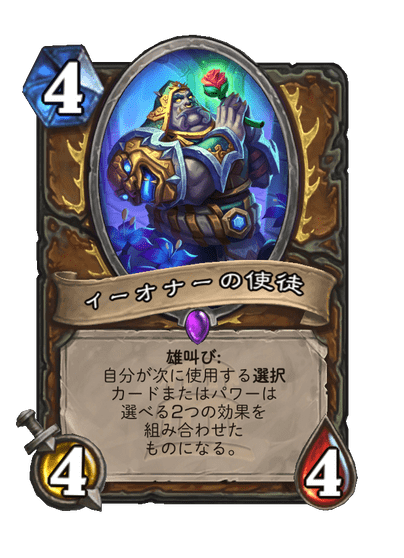 4
イーオナーの使徒
雄叫び:
自分が次に使用する選択
カードまたはパワーは
選べる2つの効果を
組み合わせた
ものになる。
4
4